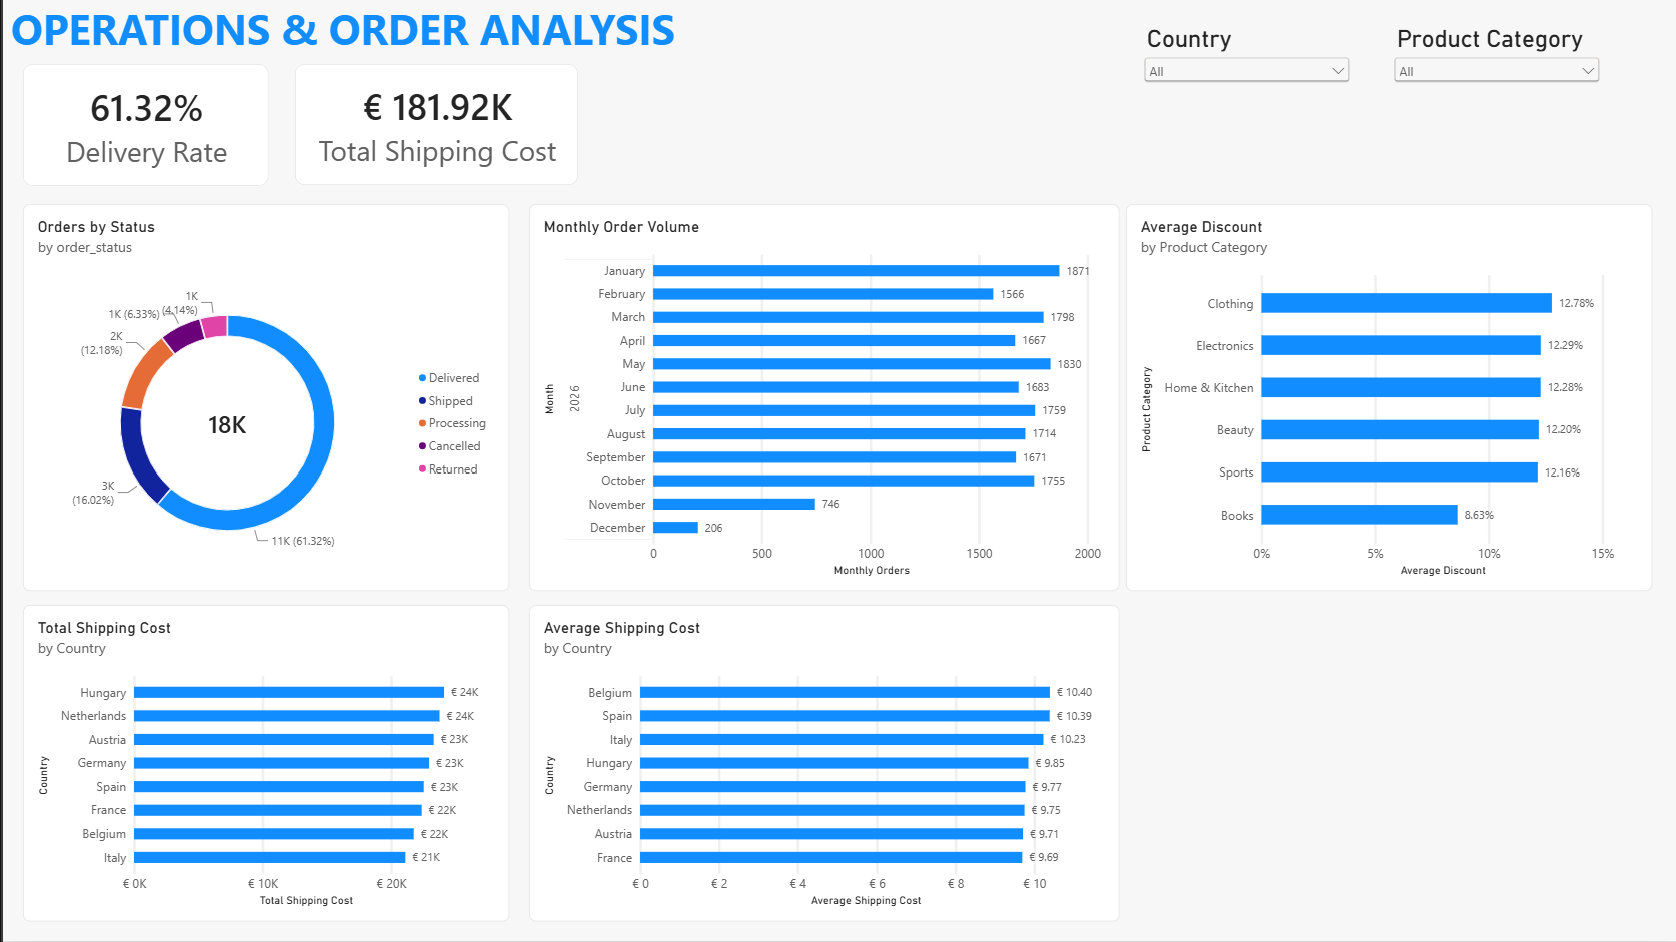 OPERATIONS & ORDER ANALYSIS
Country
All
Product Category
All
61.32%
Delivery Rate
€ 181.92K
Total Shipping Cost
Orders by Status
by order_status
1K
(4.14%)
1K (6.33%)
2K
(12.18%)
3K
(16.02%)
11K (61.32%)
18K
Delivered
Shipped
Processing
Cancelled
Returned
Monthly Order Volume
Month
2026
January 1871
February 1566
March 1798
April 1667
May 1830
June 1683
July 1759
August 1714
September 1671
October 1755
November 746
December 206
0 500 1000 1500 2000
Monthly Orders
Average Discount
by Product Category
Product Category
Clothing 12.78%
Electronics 12.29%
Home & Kitchen 12.28%
Beauty 12.20%
Sports 12.16%
Books 8.63%
0% 5% 10% 15%
Average Discount
Total Shipping Cost
by Country
Country
Hungary € 24K
Netherlands € 24K
Austria € 23K
Germany € 23K
Spain € 23K
France € 22K
Belgium € 22K
Italy € 21K
€ 0K € 10K € 20K
Total Shipping Cost
Average Shipping Cost
by Country
Country
Belgium € 10.40
Spain € 10.39
Italy € 10.23
Hungary € 9.85
Germany € 9.77
Netherlands € 9.75
Austria € 9.71
France € 9.69
€ 0 € 2 € 4 € 6 € 8 € 10
Average Shipping Cost